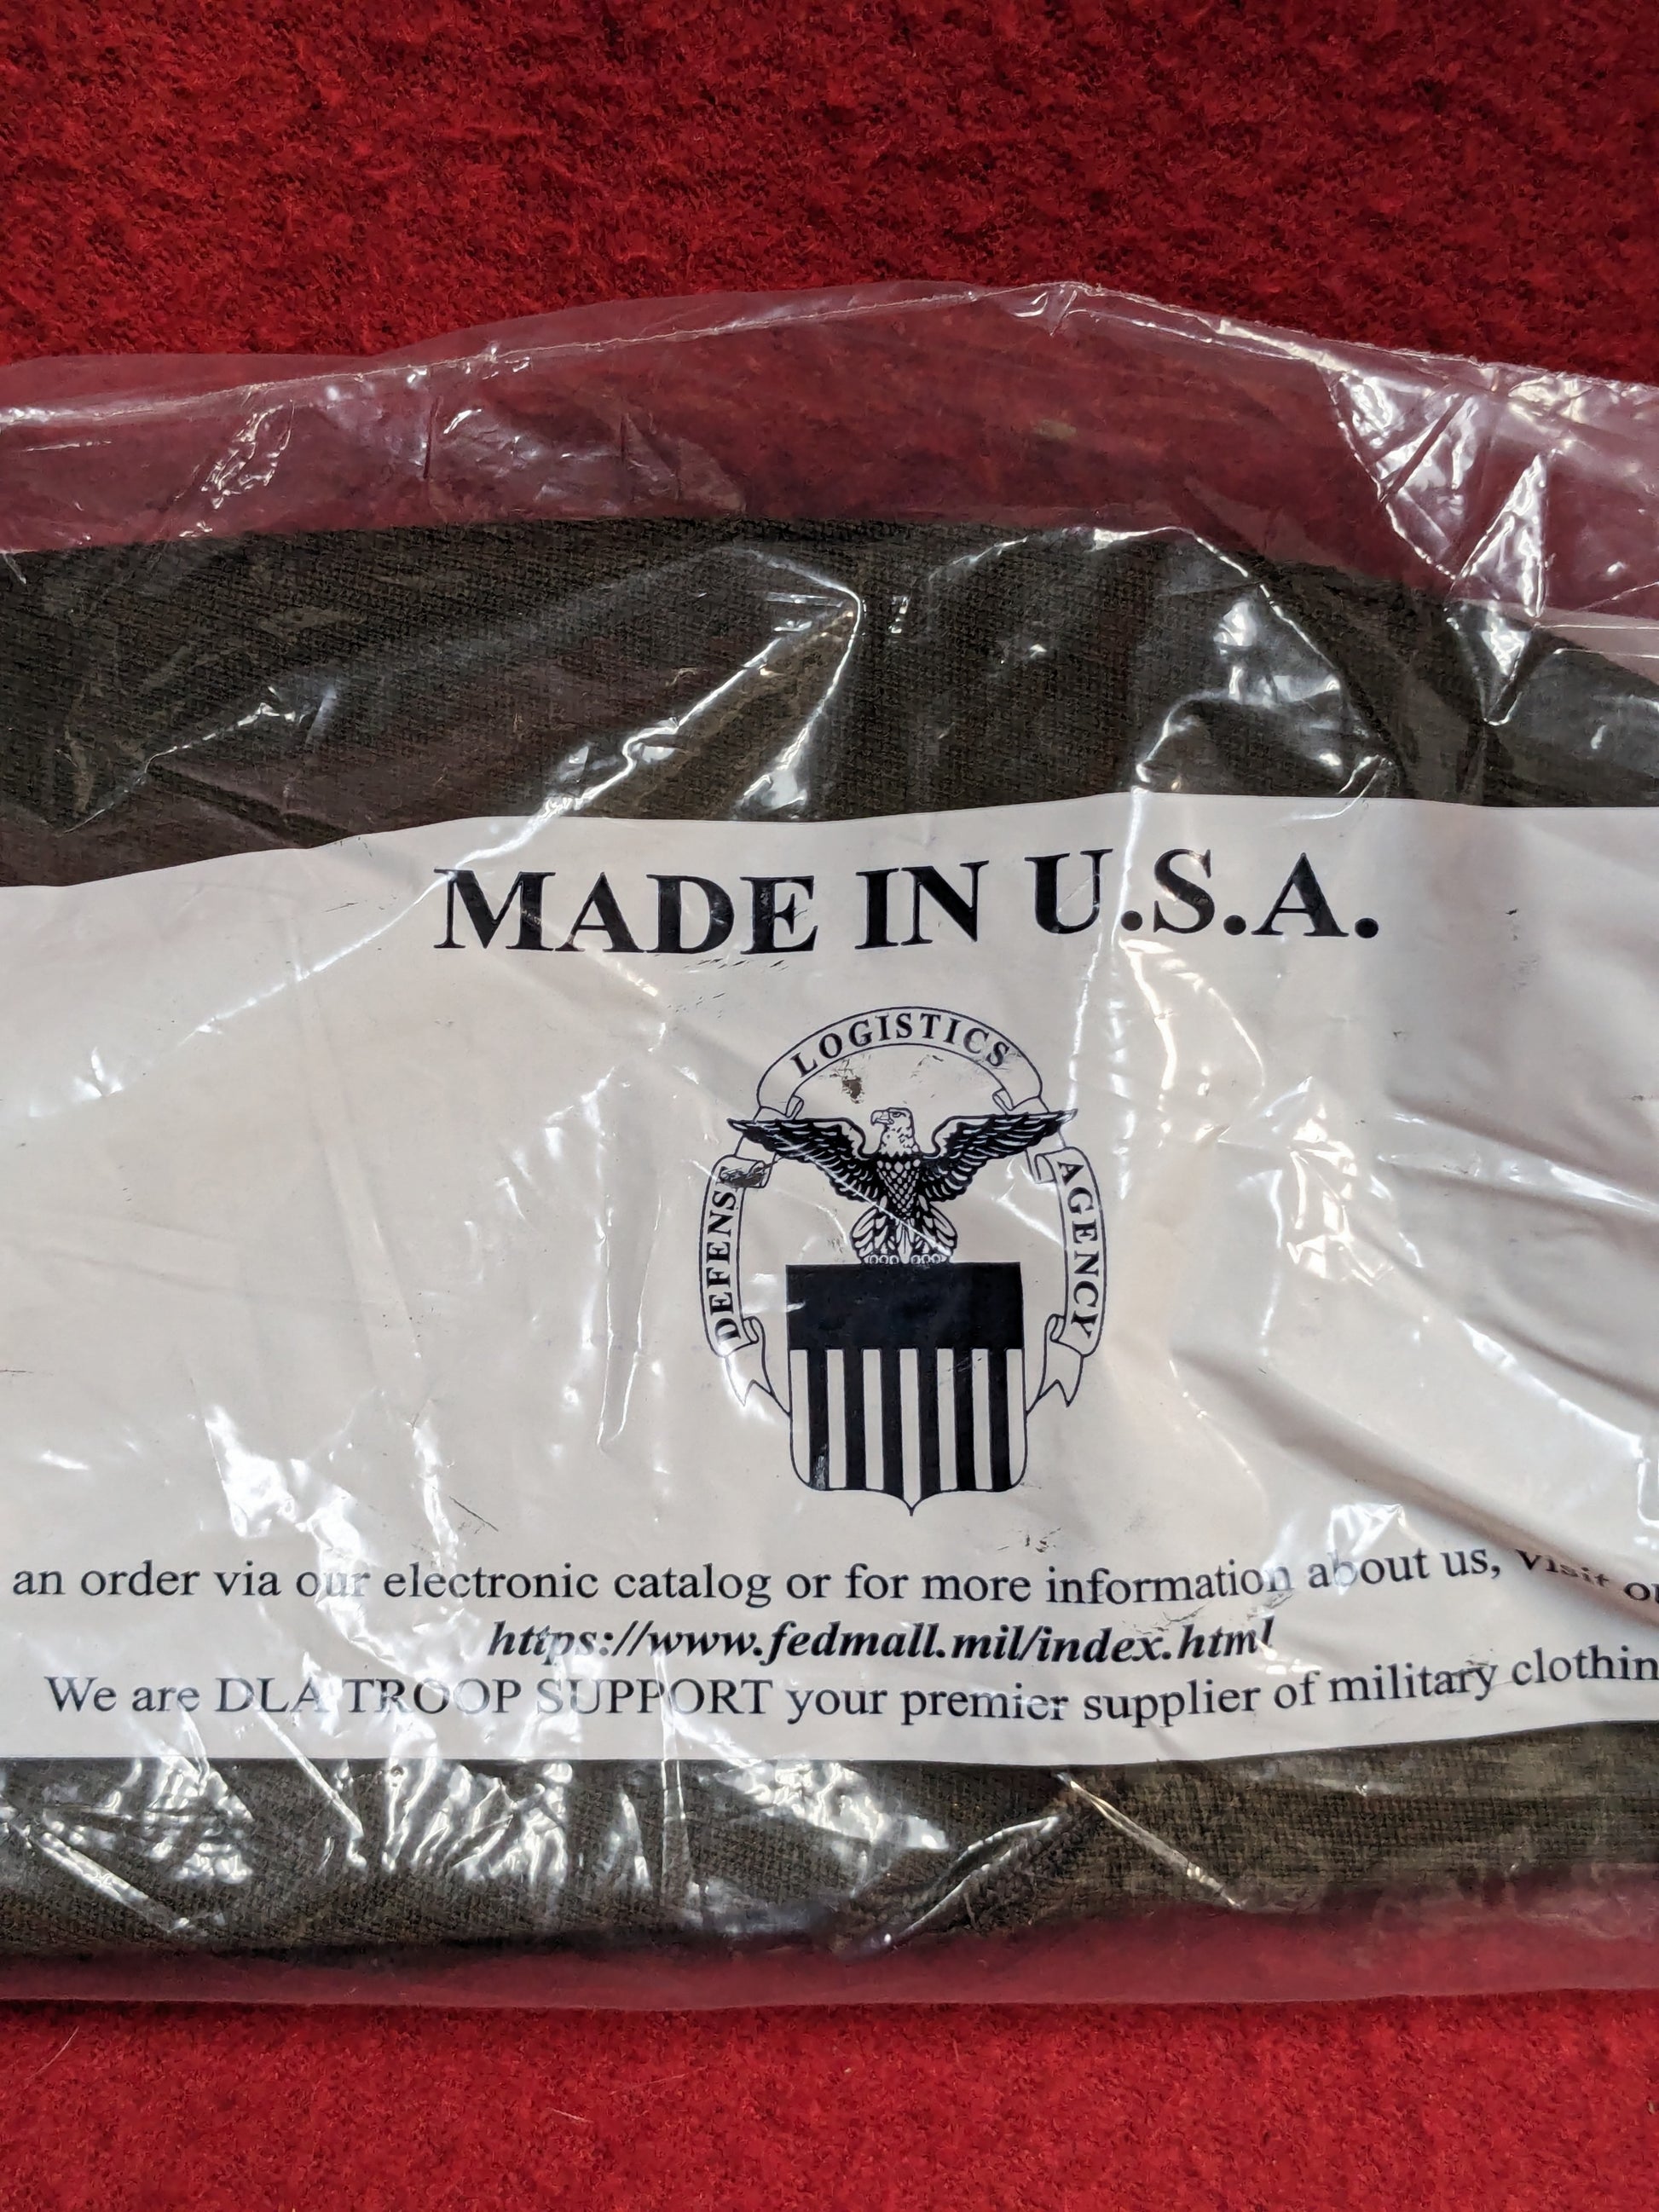 MADE IN U.S.A.
LOGISTICS
DEFENSE
AGENCY
an order via our electronic catalog or for more information about us, visit
https://www.fedmall.mil/index.html
We are DLA TROOP SUPPORT your premier supplier of military